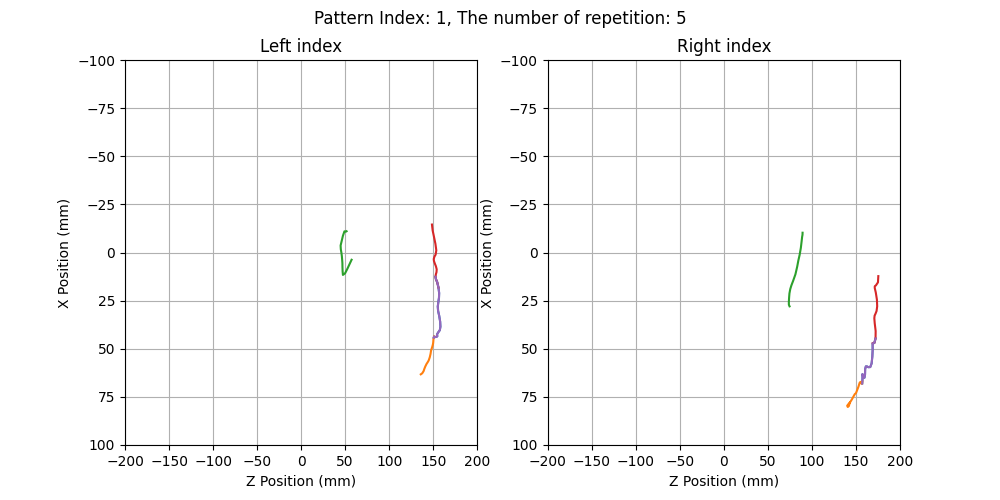 Pattern Index: 1, The number of repetition: 5
Left index
Right index
−100
−75
−50
−25
0
25
50
75
100
X Position (mm)
−200 −150 −100 −50 0 50 100 150 200
Z Position (mm)
−100
−75
−50
−25
0
25
50
75
100
X Position (mm)
−200 −150 −100 −50 0 50 100 150 200
Z Position (mm)